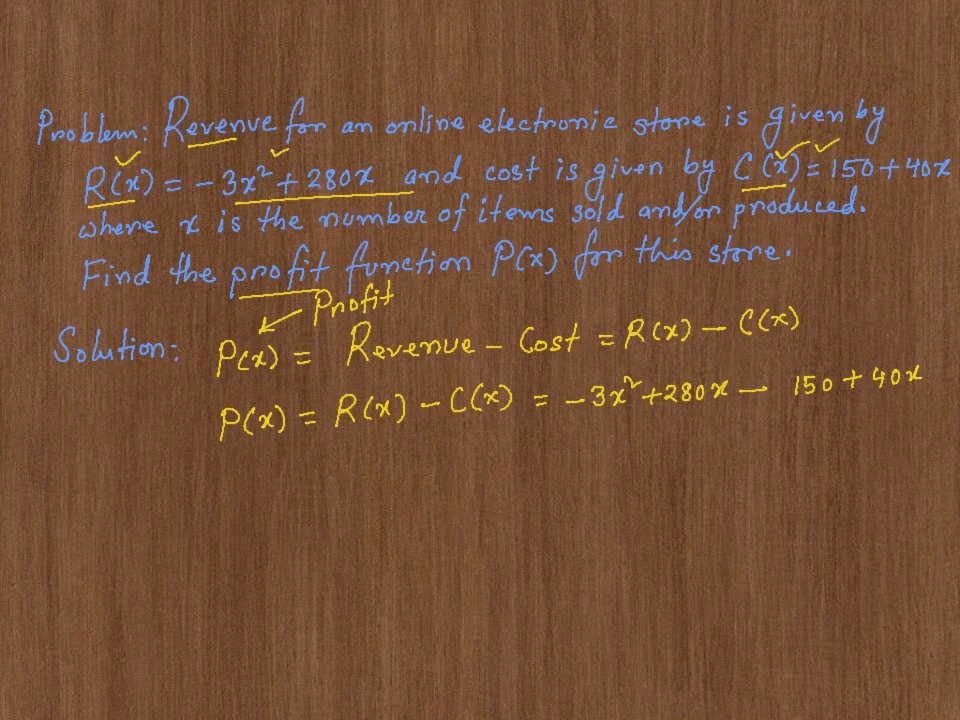 Problem: Revenue for an online electronic store is given by
R(x) = -3x² + 280x and cost is given by C(x) = 150 + 40x
where x is the number of items sold and/or produced.
Find the profit function P(x) for this store.
Profit
Solution: P(x) = Revenue - Cost = R(x) - C(x)
P(x) = R(x) - C(x) = -3x² + 280x - 150 + 40x